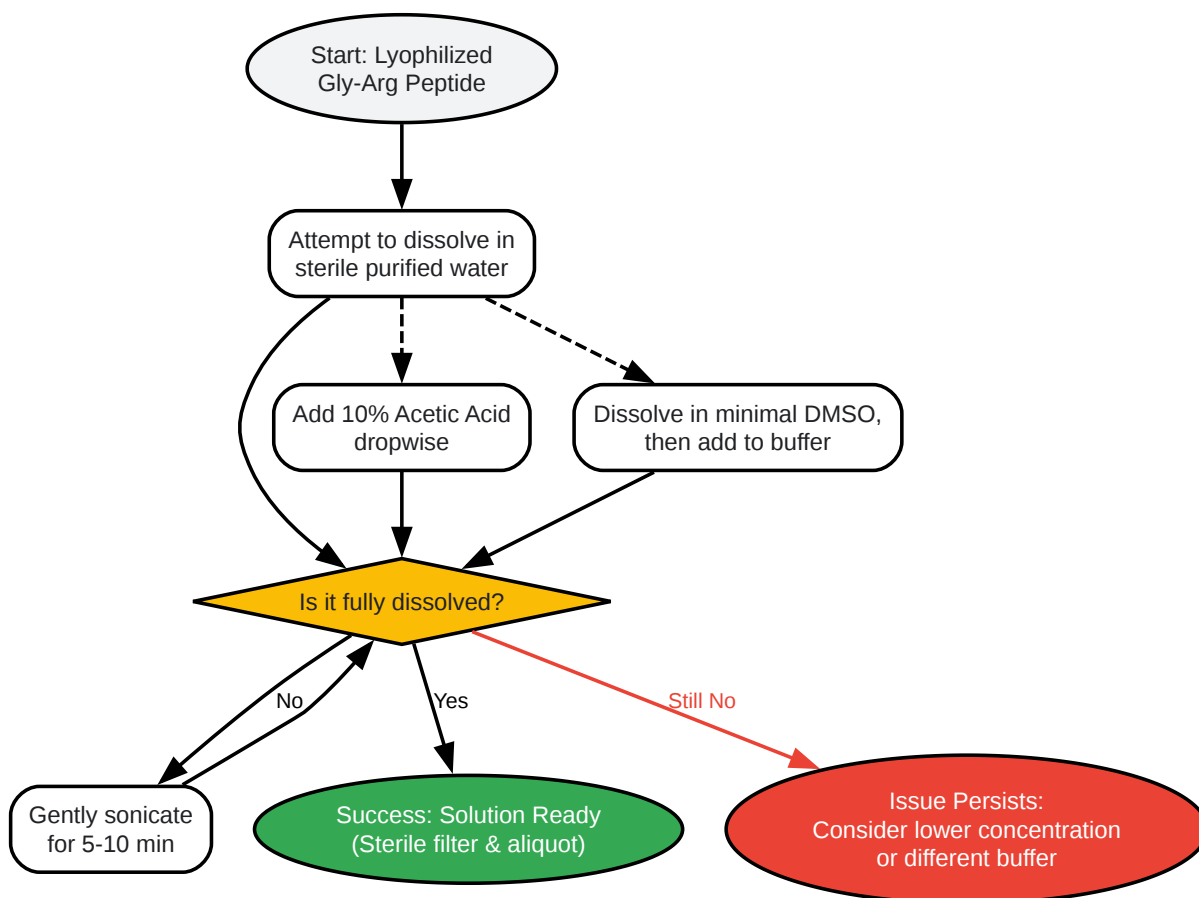 Start: Lyophilized
Gly-Arg Peptide
Attempt to dissolve in
sterile purified water
Add 10% Acetic Acid
dropwise
Dissolve in minimal DMSO,
then add to buffer
Is it fully dissolved?
No
Yes
Still No
Gently sonicate
for 5-10 min
Success: Solution Ready
(Sterile filter & aliquot)
Issue Persists:
Consider lower concentration
or different buffer